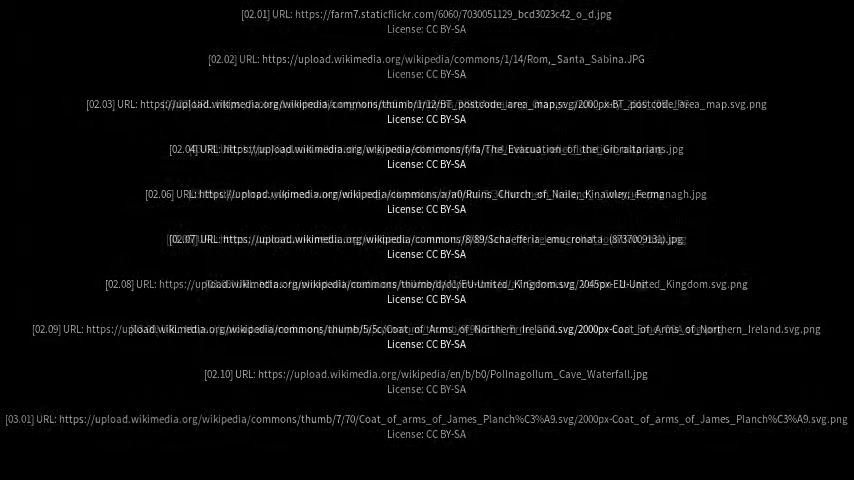 [02.01] URL: https://farm7.staticflickr.com/6060/7030051129_bcd3023c42_o_d.jpg
License: CC BY-SA
[02.02] URL: https://upload.wikimedia.org/wikipedia/commons/1/14/Rom,_Santa_Sabina.JPG
License: CC BY-SA
[02.03] URL: https://upload.wikimedia.org/wikipedia/commons/thumb/1/12/BT_postcode_area_map.svg/2000px-BT_postcode_area_map.svg.png
License: CC BY-SA
[02.04] URL: https://upload.wikimedia.org/wikipedia/commons/f/fa/The_Evacuation_of_the_Gibraltarians.jpg
License: CC BY-SA
[02.06] URL: https://upload.wikimedia.org/wikipedia/commons/a/a0/Ruins_Church_of_Naile,_Kinawley,_Fermanagh.jpg
License: CC BY-SA
[02.07] URL: https://upload.wikimedia.org/wikipedia/commons/8/89/Schaefferia_emucronata_(8737009131).jpg
License: CC BY-SA
[02.08] URL: https://upload.wikimedia.org/wikipedia/commons/thumb/d/d1/EU-United_Kingdom.svg/2045px-EU-United_Kingdom.svg.png
License: CC BY-SA
[02.09] URL: https://upload.wikimedia.org/wikipedia/commons/thumb/5/5c/Coat_of_Arms_of_Northern_Ireland.svg/2000px-Coat_of_Arms_of_Northern_Ireland.svg.png
License: CC BY-SA
[02.10] URL: https://upload.wikimedia.org/wikipedia/en/b/b0/Pollnagollum_Cave_Waterfall.jpg
License: CC BY-SA
[03.01] URL: https://upload.wikimedia.org/wikipedia/commons/thumb/7/70/Coat_of_arms_of_James_Planch%C3%A9.svg/2000px-Coat_of_arms_of_James_Planch%C3%A9.svg.png
License: CC BY-SA